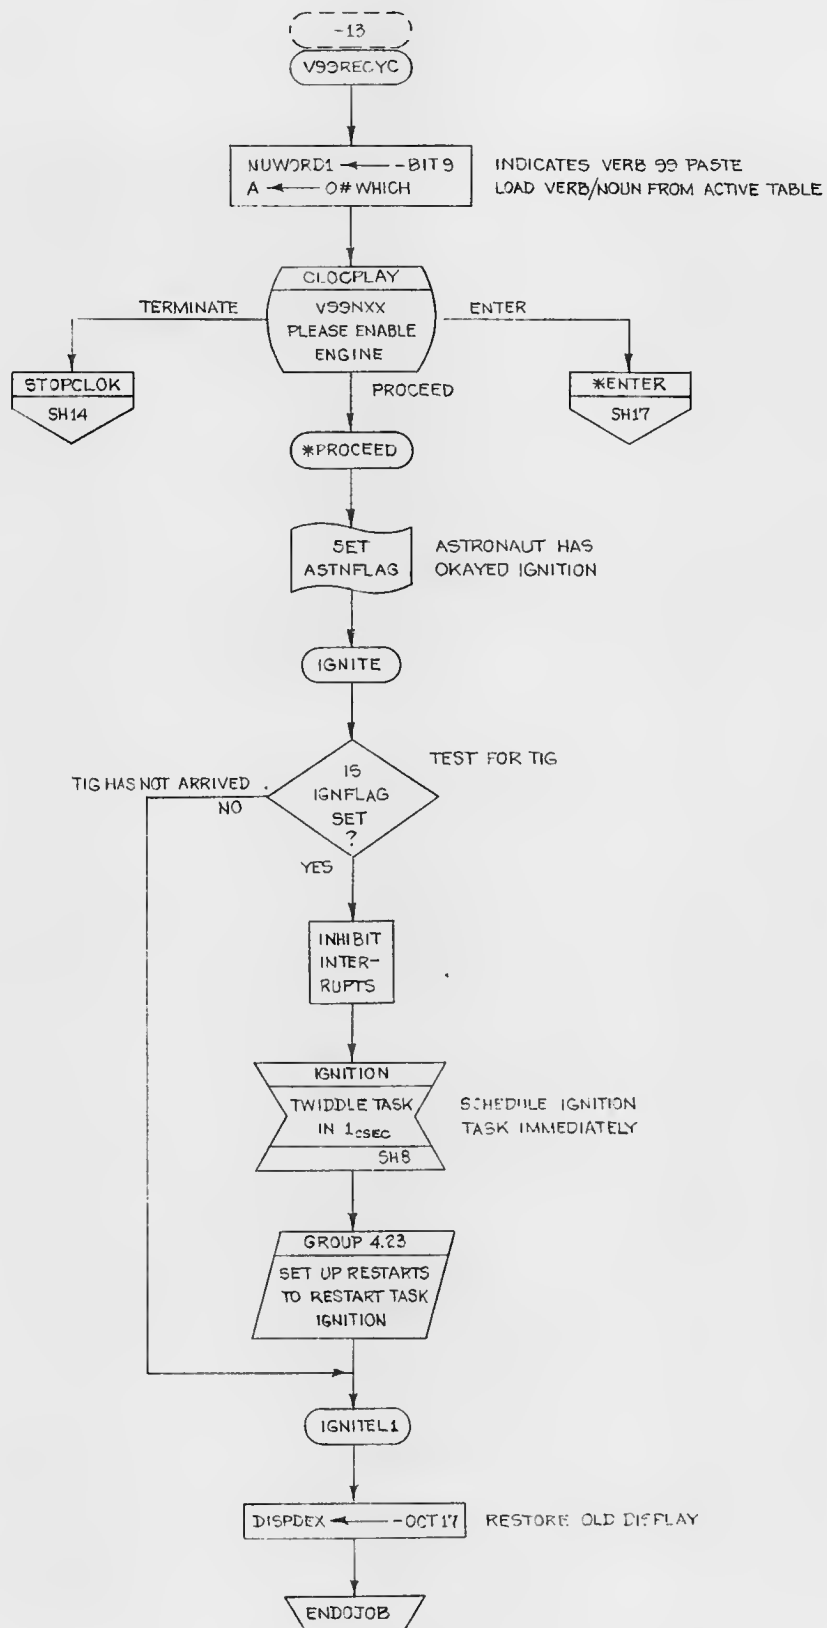 -13
V99RECYC
NUWORD1 ← -BIT9
A ← O# WHICH
INDICATES VERB 99 PASTE
LOAD VERB/NOUN FROM ACTIVE TABLE
CLOCPLAY
V99NXX
PLEASE ENABLE
ENGINE
TERMINATE
ENTER
PROCEED
STOPCLOK
SH14
*ENTER
SH17
*PROCEED
SET
ASTNFLAG
ASTRONAUT HAS
OKAYED IGNITION
IGNITE
IS
IGNFLAG
SET
?
TEST FOR TIG
TIG HAS NOT ARRIVED
NO
YES
INHIBIT
INTER-
RUPTS
IGNITION
TWIDDLE TASK
IN 1CSEC
SH8
SCHEDULE IGNITION
TASK IMMEDIATELY
GROUP 4.23
SET UP RESTARTS
TO RESTART TASK
IGNITION
IGNITEL1
DISPDEX ← -OCT17
RESTORE OLD DISPLAY
ENDOJOB